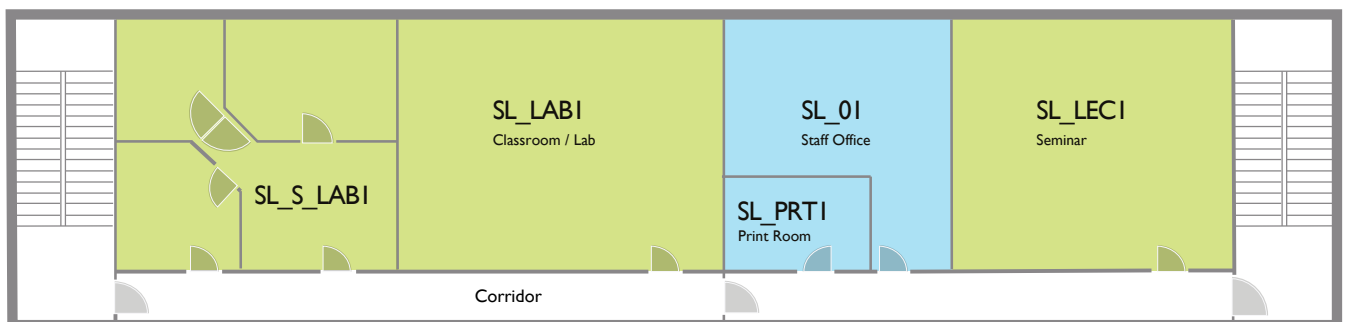 SL_LAB1
Classroom / Lab
SL_01
Staff Office
SL_LEC1
Seminar
SL_S_LAB1
SL_PRT1
Print Room
Corridor